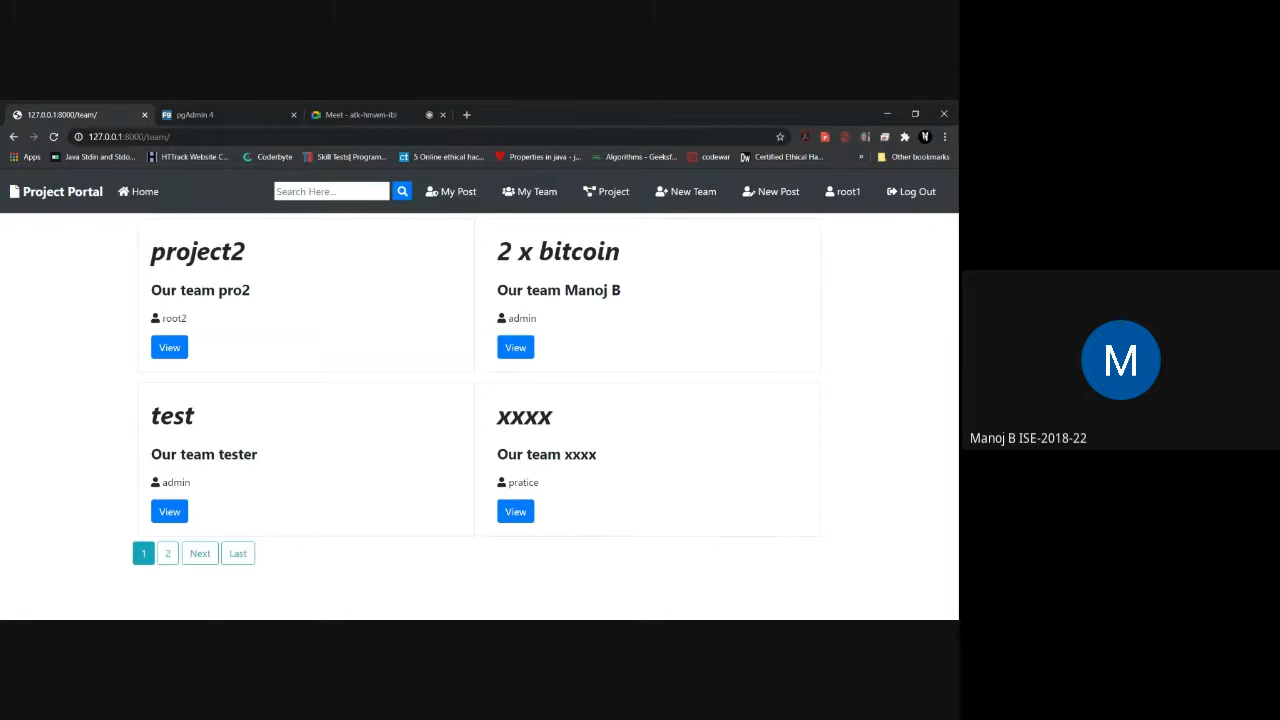 127.0.0.1:8000/team/
pgAdmin 4
Meet - atk-hmwm-ibi
127.0.0.1:8000/team/
Apps
Java Stdin and Stdo...
HTTrack Website C...
Coderbyte
Skill Tests| Program...
5 Online ethical hac...
Properties in java - j...
Algorithms - Geeksf...
codewar
Certified Ethical Ha...
»
Other bookmarks
Project Portal
Home
Search Here...
My Post
My Team
Project
New Team
New Post
root1
Log Out
project2
Our team pro2
root2
View
2 x bitcoin
Our team Manoj B
admin
View
test
Our team tester
admin
View
xxxx
Our team xxxx
pratice
View
1 2 Next Last
M
Manoj B ISE-2018-22